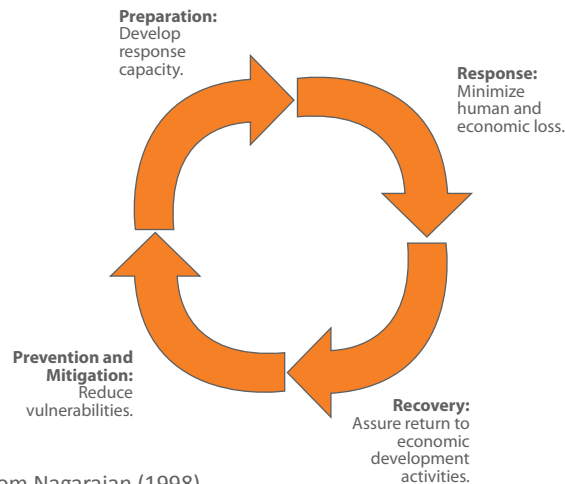 Preparation:
Develop
response
capacity.
Response:
Minimize
human and
economic loss.
Recovery:
Assure return to
economic
development
activities.
Prevention and
Mitigation:
Reduce
vulnerabilities.
Nagarajan (1998)